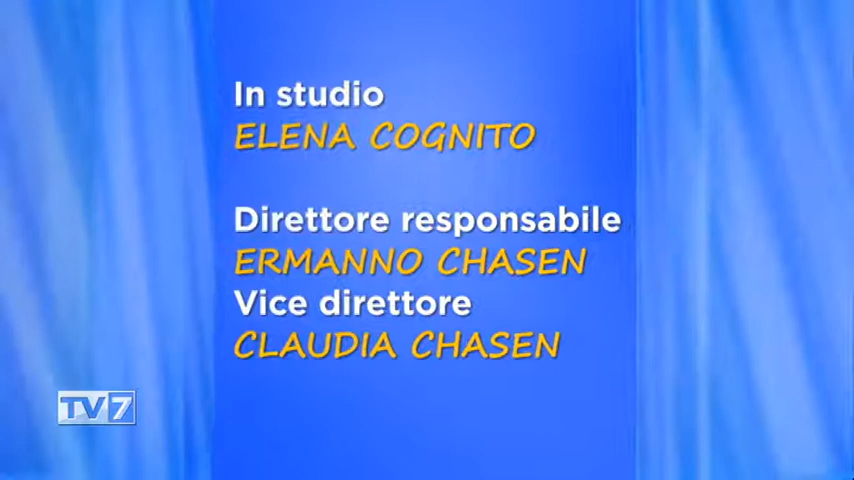 In studio
ELENA COGNITO
Direttore responsabile
ERMANNO CHASEN
Vice direttore
CLAUDIA CHASEN
TV7